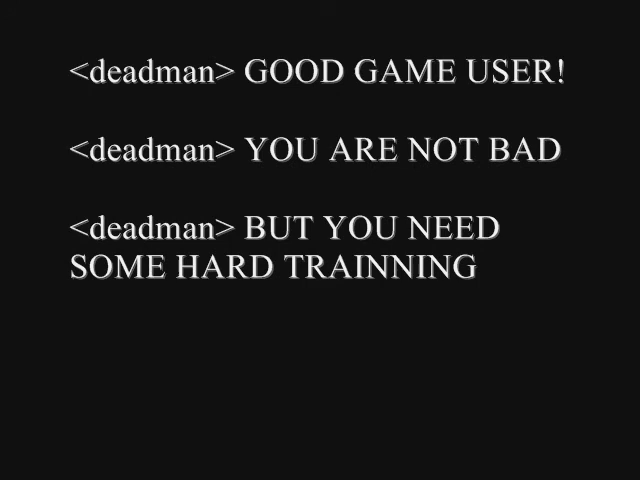 <deadman> GOOD GAME USER!
<deadman> YOU ARE NOT BAD
<deadman> BUT YOU NEED
SOME HARD TRAINNING